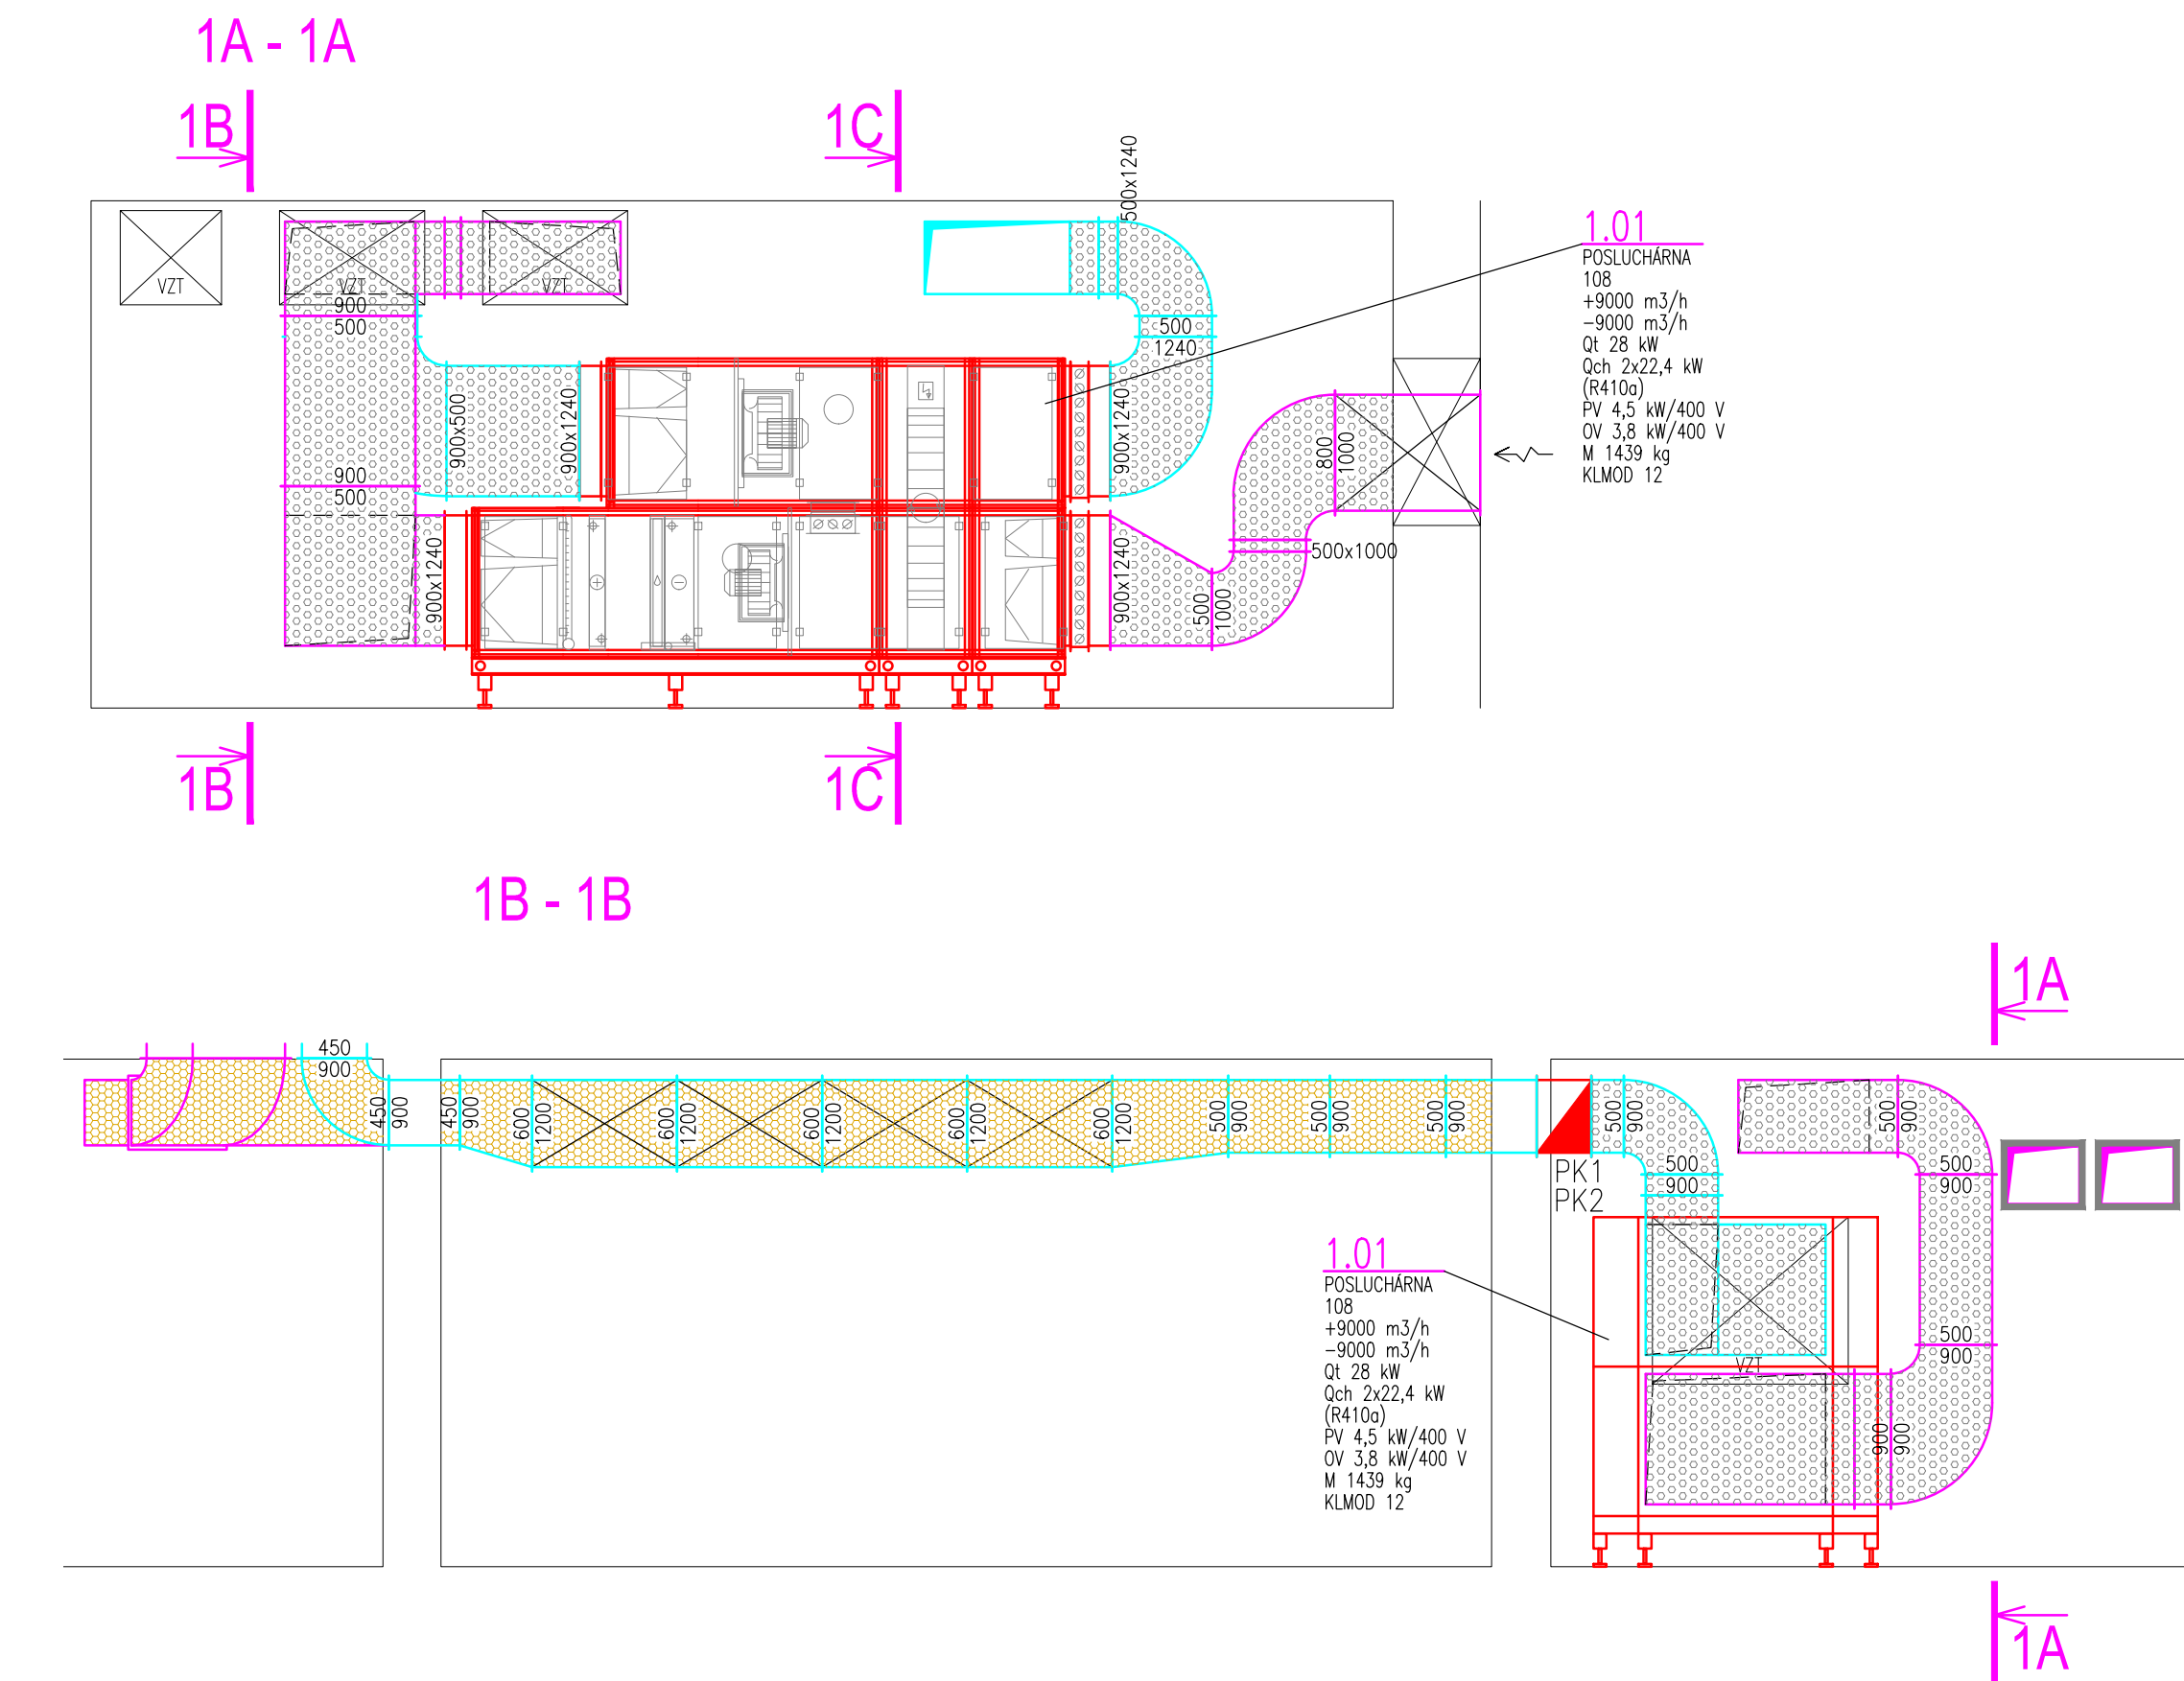 1A - 1A
1B
1C
500x1240
VZT
VZT
VZT
900
500
500
1240
1.01
POSLUCHÁRNA
108
+9000 m3/h
-9000 m3/h
Qt 28 kW
Qch 2x22,4 kW
(R410a)
PV 4,5 kW/400 V
OV 3,8 kW/400 V
M 1439 kg
KLMOD 12
900x500
900x1240
900x1240
800
1000
900
500
900x1240
900x1240
500x1000
500
1000
1B
1C
1B - 1B
1A
450
900
450
900
450
900
600
1200
600
1200
600
1200
600
1200
600
1200
500
900
500
900
500
900
500
900
500
900
PK1
PK2
500
900
500
900
1.01
POSLUCHÁRNA
108
+9000 m3/h
-9000 m3/h
Qt 28 kW
Qch 2x22,4 kW
(R410a)
PV 4,5 kW/400 V
OV 3,8 kW/400 V
M 1439 kg
KLMOD 12
500
900
VZT
900
900
1A